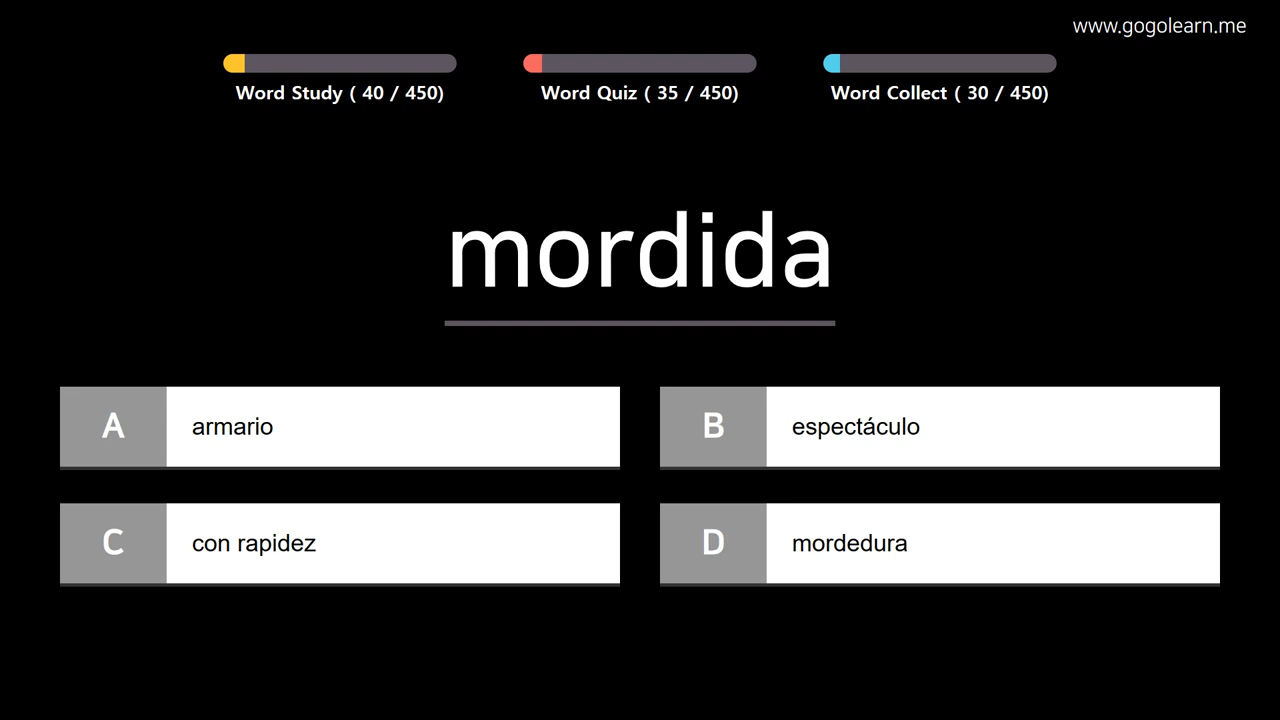 www.gogolearn.me
Word Study ( 40 / 450)
Word Quiz ( 35 / 450)
Word Collect ( 30 / 450)
mordida
A armario
B espectáculo
C con rapidez
D mordedura